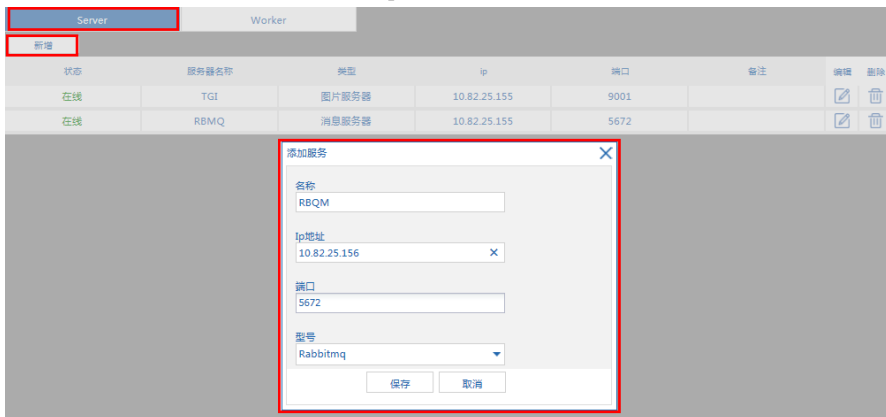 Server Worker
新增
状态 服务器名称 类型 ip 端口 备注 编辑 删除
在线 TGI 图片服务器 10.82.25.155 9001
在线 RBMQ 消息服务器 10.82.25.155 5672
添加服务
名称
RBQM
Ip地址
10.82.25.156
端口
5672
型号
Rabbitmq
保存 取消